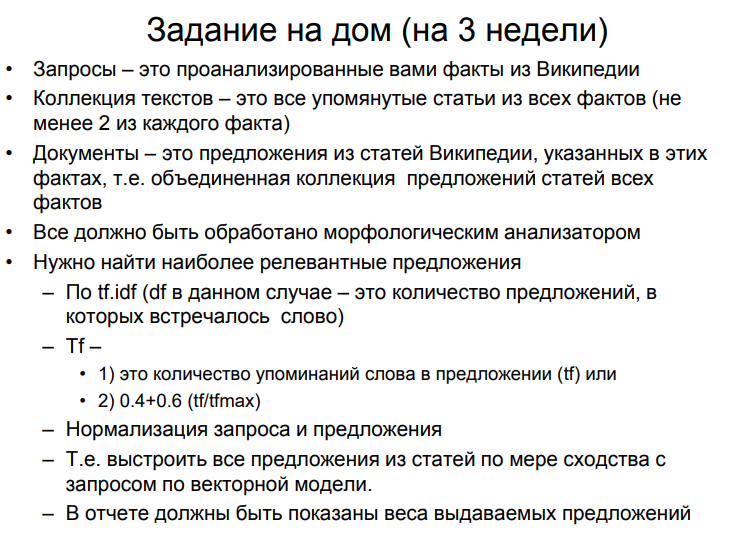 Задание на дом (на 3 недели)
• Запросы – это проанализированные вами факты из Википедии
• Коллекция текстов – это все упомянутые статьи из всех фактов (не
менее 2 из каждого факта)
• Документы – это предложения из статей Википедии, указанных в этих
фактах, т.е. объединенная коллекция предложений статей всех
фактов
• Все должно быть обработано морфологическим анализатором
• Нужно найти наиболее релевантные предложения
– По tf.idf (df в данном случае – это количество предложений, в
которых встречалось слово)
– Tf –
• 1) это количество упоминаний слова в предложении (tf) или
• 2) 0.4+0.6 (tf/tfmax)
– Нормализация запроса и предложения
– Т.е. выстроить все предложения из статей по мере сходства с
запросом по векторной модели.
– В отчете должны быть показаны веса выдаваемых предложений